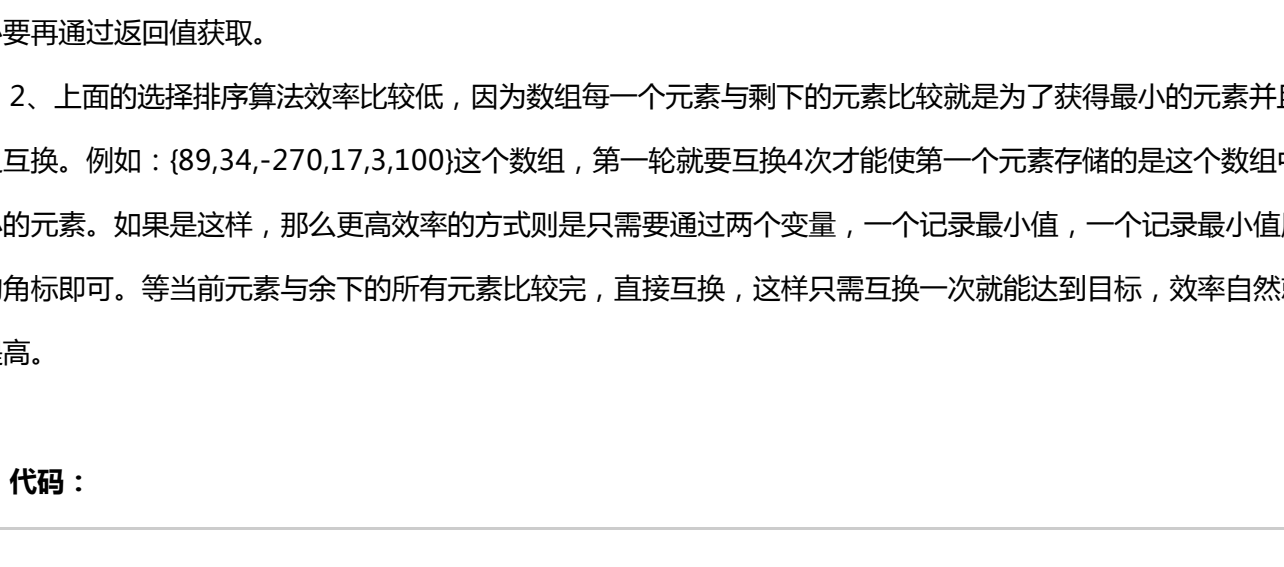 要再通过返回值获取。
2、上面的选择排序算法效率比较低，因为数组每一个元素与剩下的元素比较就是为了获得最小的元素并
互换。例如：{89,34,-270,17,3,100}这个数组，第一轮就要互换4次才能使第一个元素存储的是这个数组
的元素。如果是这样，那么更高效率的方式则是只需要通过两个变量，一个记录最小值，一个记录最小值
角标即可。等当前元素与余下的所有元素比较完，直接互换，这样只需互换一次就能达到目标，效率自然
高。
代码：